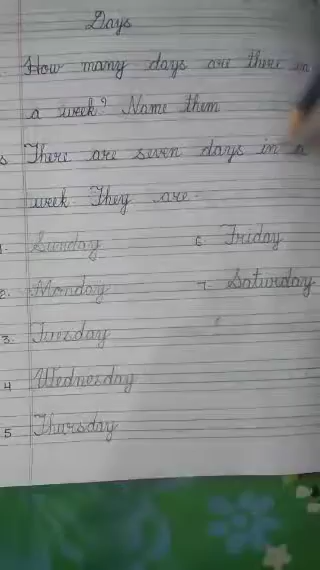 Days
How many days are there in
a week? Name them
s There are seven days in a
week. They are.
1. Sunday
2. Monday
3. Tuesday
4 Wednesday
5 Thursday
6 Friday
7. Saturday